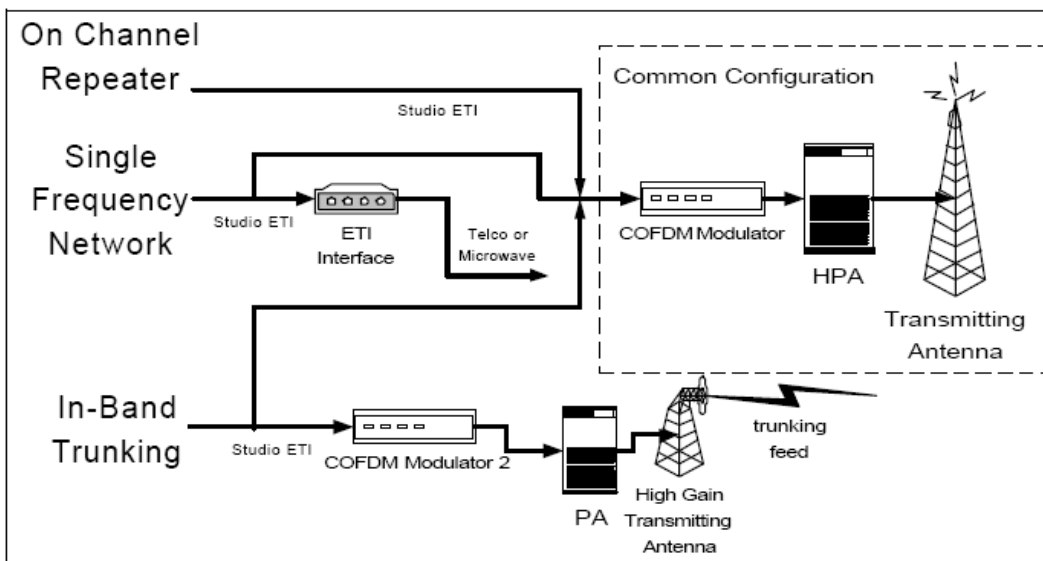 On Channel
Repeater
Studio ETI
Common Configuration
Single
Frequency
Network
Studio ETI
ETI
Interface
Telco or
Microwave
COFDM Modulator
HPA
Transmitting
Antenna
In-Band
Trunking
Studio ETI
COFDM Modulator 2
PA
High Gain
Transmitting
Antenna
trunking
feed